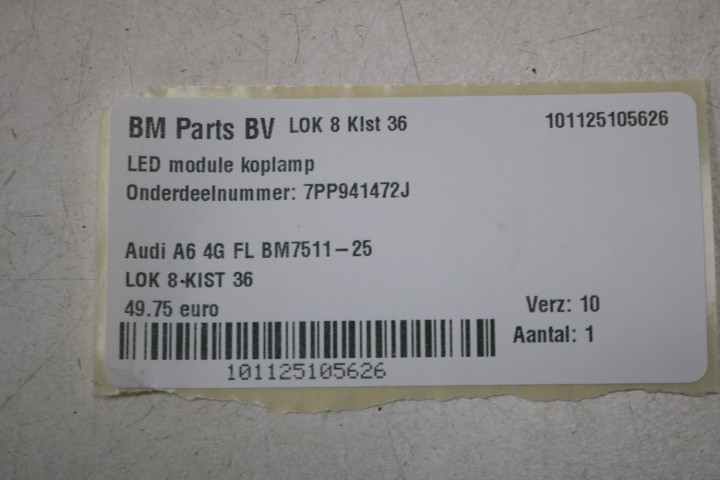 BM Parts BV LOK 8 KIst 36 101125105626
LED module koplamp
Onderdeelnummer: 7PP941472J
Audi A6 4G FL BM7511-25
LOK 8-KIST 36
49.75 euro Verz: 10
Aantal: 1
101125105626